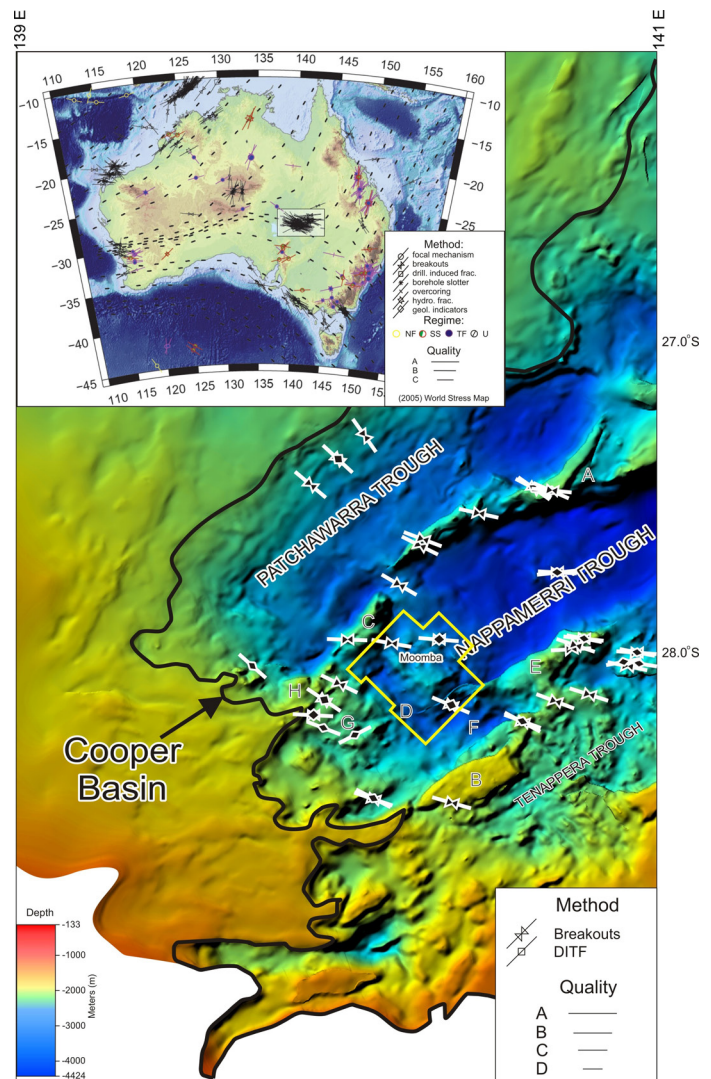 139 E
141 E
110 115 120 125 130 135 140 145 150 155 160
−10
−10
−15
−15
−20
−20
−25
−25
−30
−35
−40
−45
110 115 120 125 130 135 140 145 150 155
Method:
focal mechanism
breakouts
drill. induced frac.
borehole slotter
overcoring
hydro. frac.
geol. indicators
Regime:
NF SS TF U
Quality
A
B
C
(2005) World Stress Map
27.0°S
A
PATCHAWARRA TROUGH
NAPPAMERRI TROUGH
C
Moomba
28.0°S
E
H
G
D
F
Cooper
Basin
B
TENAPPERA TROUGH
Depth
-133
-1000
-2000
-3000
-4000
-4424
Meters (m)
Method
Breakouts
DITF
Quality
A
B
C
D